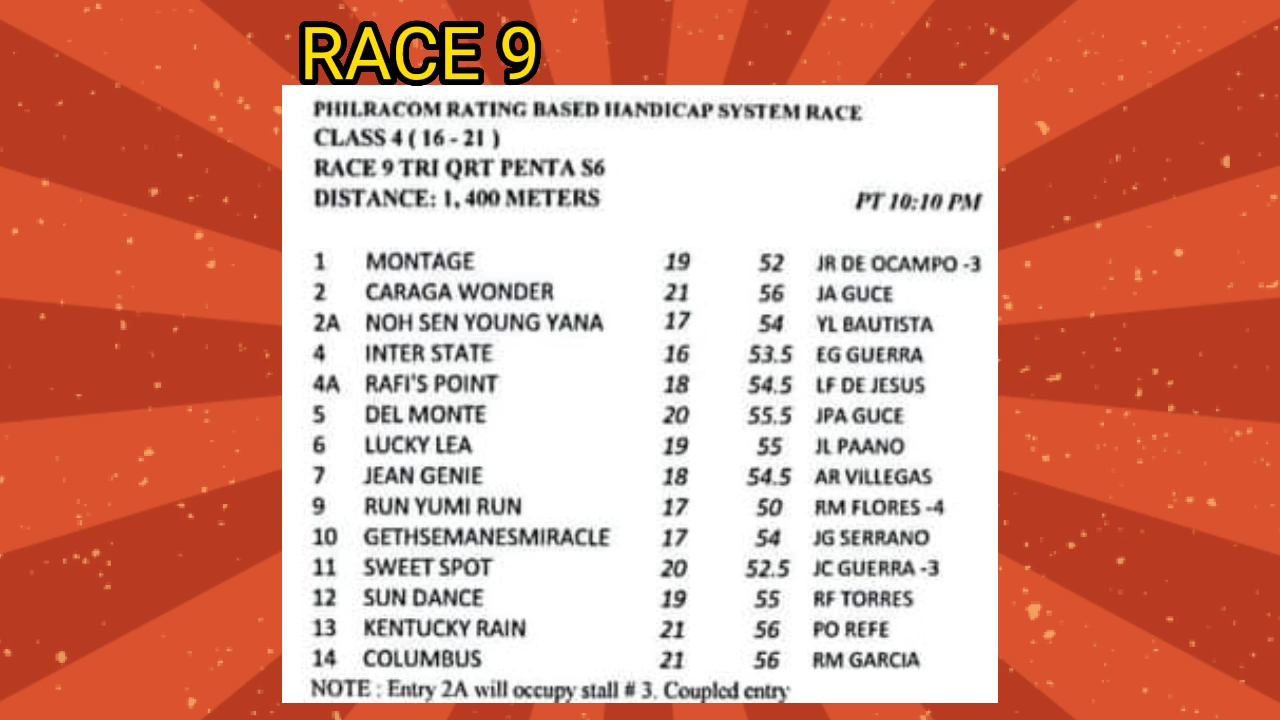 RACE 9
PHILRACOM RATING BASED HANDICAP SYSTEM RACE
CLASS 4 ( 16 - 21 )
RACE 9 TRI QRT PENTA S6
DISTANCE: 1, 400 METERS PT 10:10 PM
1 MONTAGE 19 52 JR DE OCAMPO -3
2 CARAGA WONDER 21 56 JA GUCE
2A NOH SEN YOUNG YANA 17 54 YL BAUTISTA
4 INTER STATE 16 53.5 EG GUERRA
4A RAFI'S POINT 18 54.5 LF DE JESUS
5 DEL MONTE 20 55.5 JPA GUCE
6 LUCKY LEA 19 55 JL PAANO
7 JEAN GENIE 18 54.5 AR VILLEGAS
9 RUN YUMI RUN 17 50 RM FLORES -4
10 GETHSEMANESMIRACLE 17 54 JG SERRANO
11 SWEET SPOT 20 52.5 JC GUERRA -3
12 SUN DANCE 19 55 RF TORRES
13 KENTUCKY RAIN 21 56 PO REFE
14 COLUMBUS 21 56 RM GARCIA
NOTE : Entry 2A will occupy stall # 3. Coupled entry